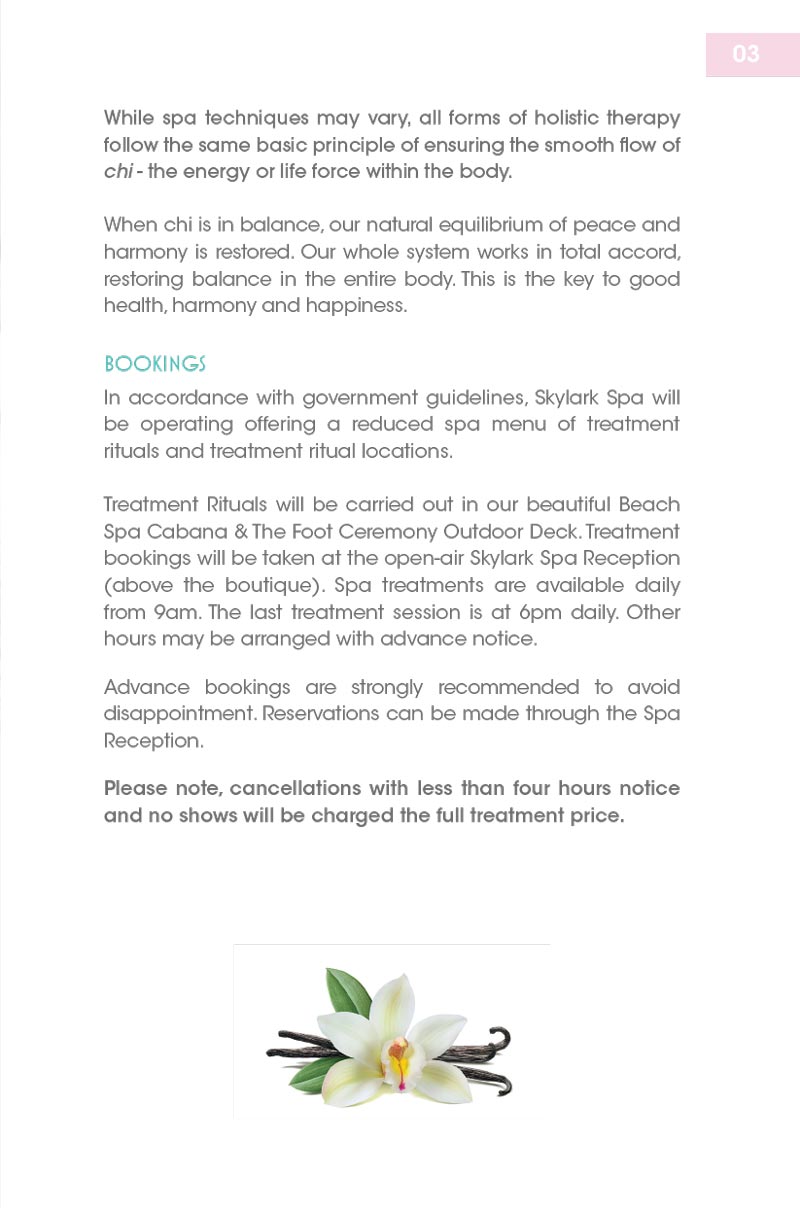 03
While spa techniques may vary, all forms of holistic therapy
follow the same basic principle of ensuring the smooth flow of
chi - the energy or life force within the body.
When chi is in balance, our natural equilibrium of peace and
harmony is restored. Our whole system works in total accord,
restoring balance in the entire body. This is the key to good
health, harmony and happiness.
BOOKINGS
In accordance with government guidelines, Skylark Spa will
be operating offering a reduced spa menu of treatment
rituals and treatment ritual locations.
Treatment Rituals will be carried out in our beautiful Beach
Spa Cabana & The Foot Ceremony Outdoor Deck. Treatment
bookings will be taken at the open-air Skylark Spa Reception
(above the boutique). Spa treatments are available daily
from 9am. The last treatment session is at 6pm daily. Other
hours may be arranged with advance notice.
Advance bookings are strongly recommended to avoid
disappointment. Reservations can be made through the Spa
Reception.
Please note, cancellations with less than four hours notice
and no shows will be charged the full treatment price.